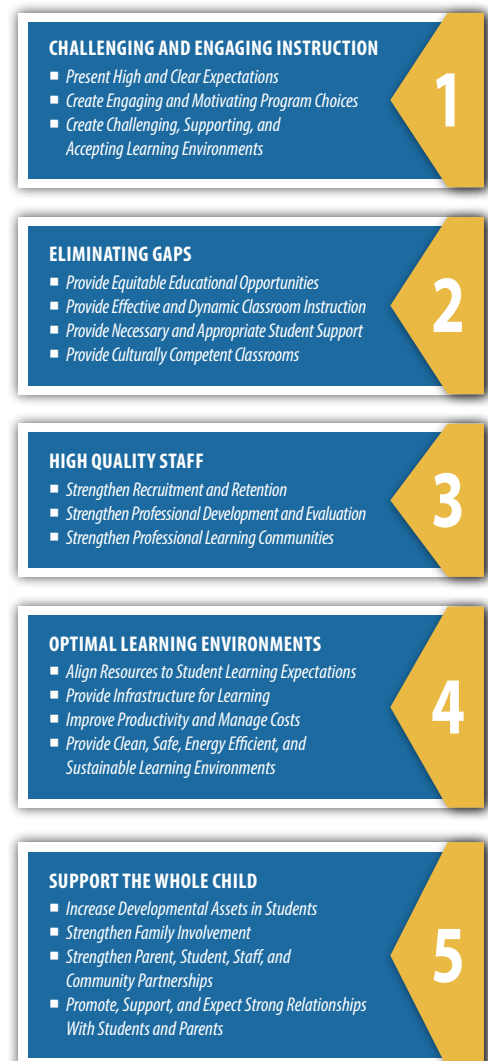 CHALLENGING AND ENGAGING INSTRUCTION
■ Present High and Clear Expectations
■ Create Engaging and Motivating Program Choices
■ Create Challenging, Supporting, and
Accepting Learning Environments
1
ELIMINATING GAPS
■ Provide Equitable Educational Opportunities
■ Provide Effective and Dynamic Classroom Instruction
■ Provide Necessary and Appropriate Student Support
■ Provide Culturally Competent Classrooms
2
HIGH QUALITY STAFF
■ Strengthen Recruitment and Retention
■ Strengthen Professional Development and Evaluation
■ Strengthen Professional Learning Communities
3
OPTIMAL LEARNING ENVIRONMENTS
■ Align Resources to Student Learning Expectations
■ Provide Infrastructure for Learning
■ Improve Productivity and Manage Costs
■ Provide Clean, Safe, Energy Efficient, and
Sustainable Learning Environments
4
SUPPORT THE WHOLE CHILD
■ Increase Developmental Assets in Students
■ Strengthen Family Involvement
■ Strengthen Parent, Student, Staff, and
Community Partnerships
■ Promote, Support, and Expect Strong Relationships
With Students and Parents
5